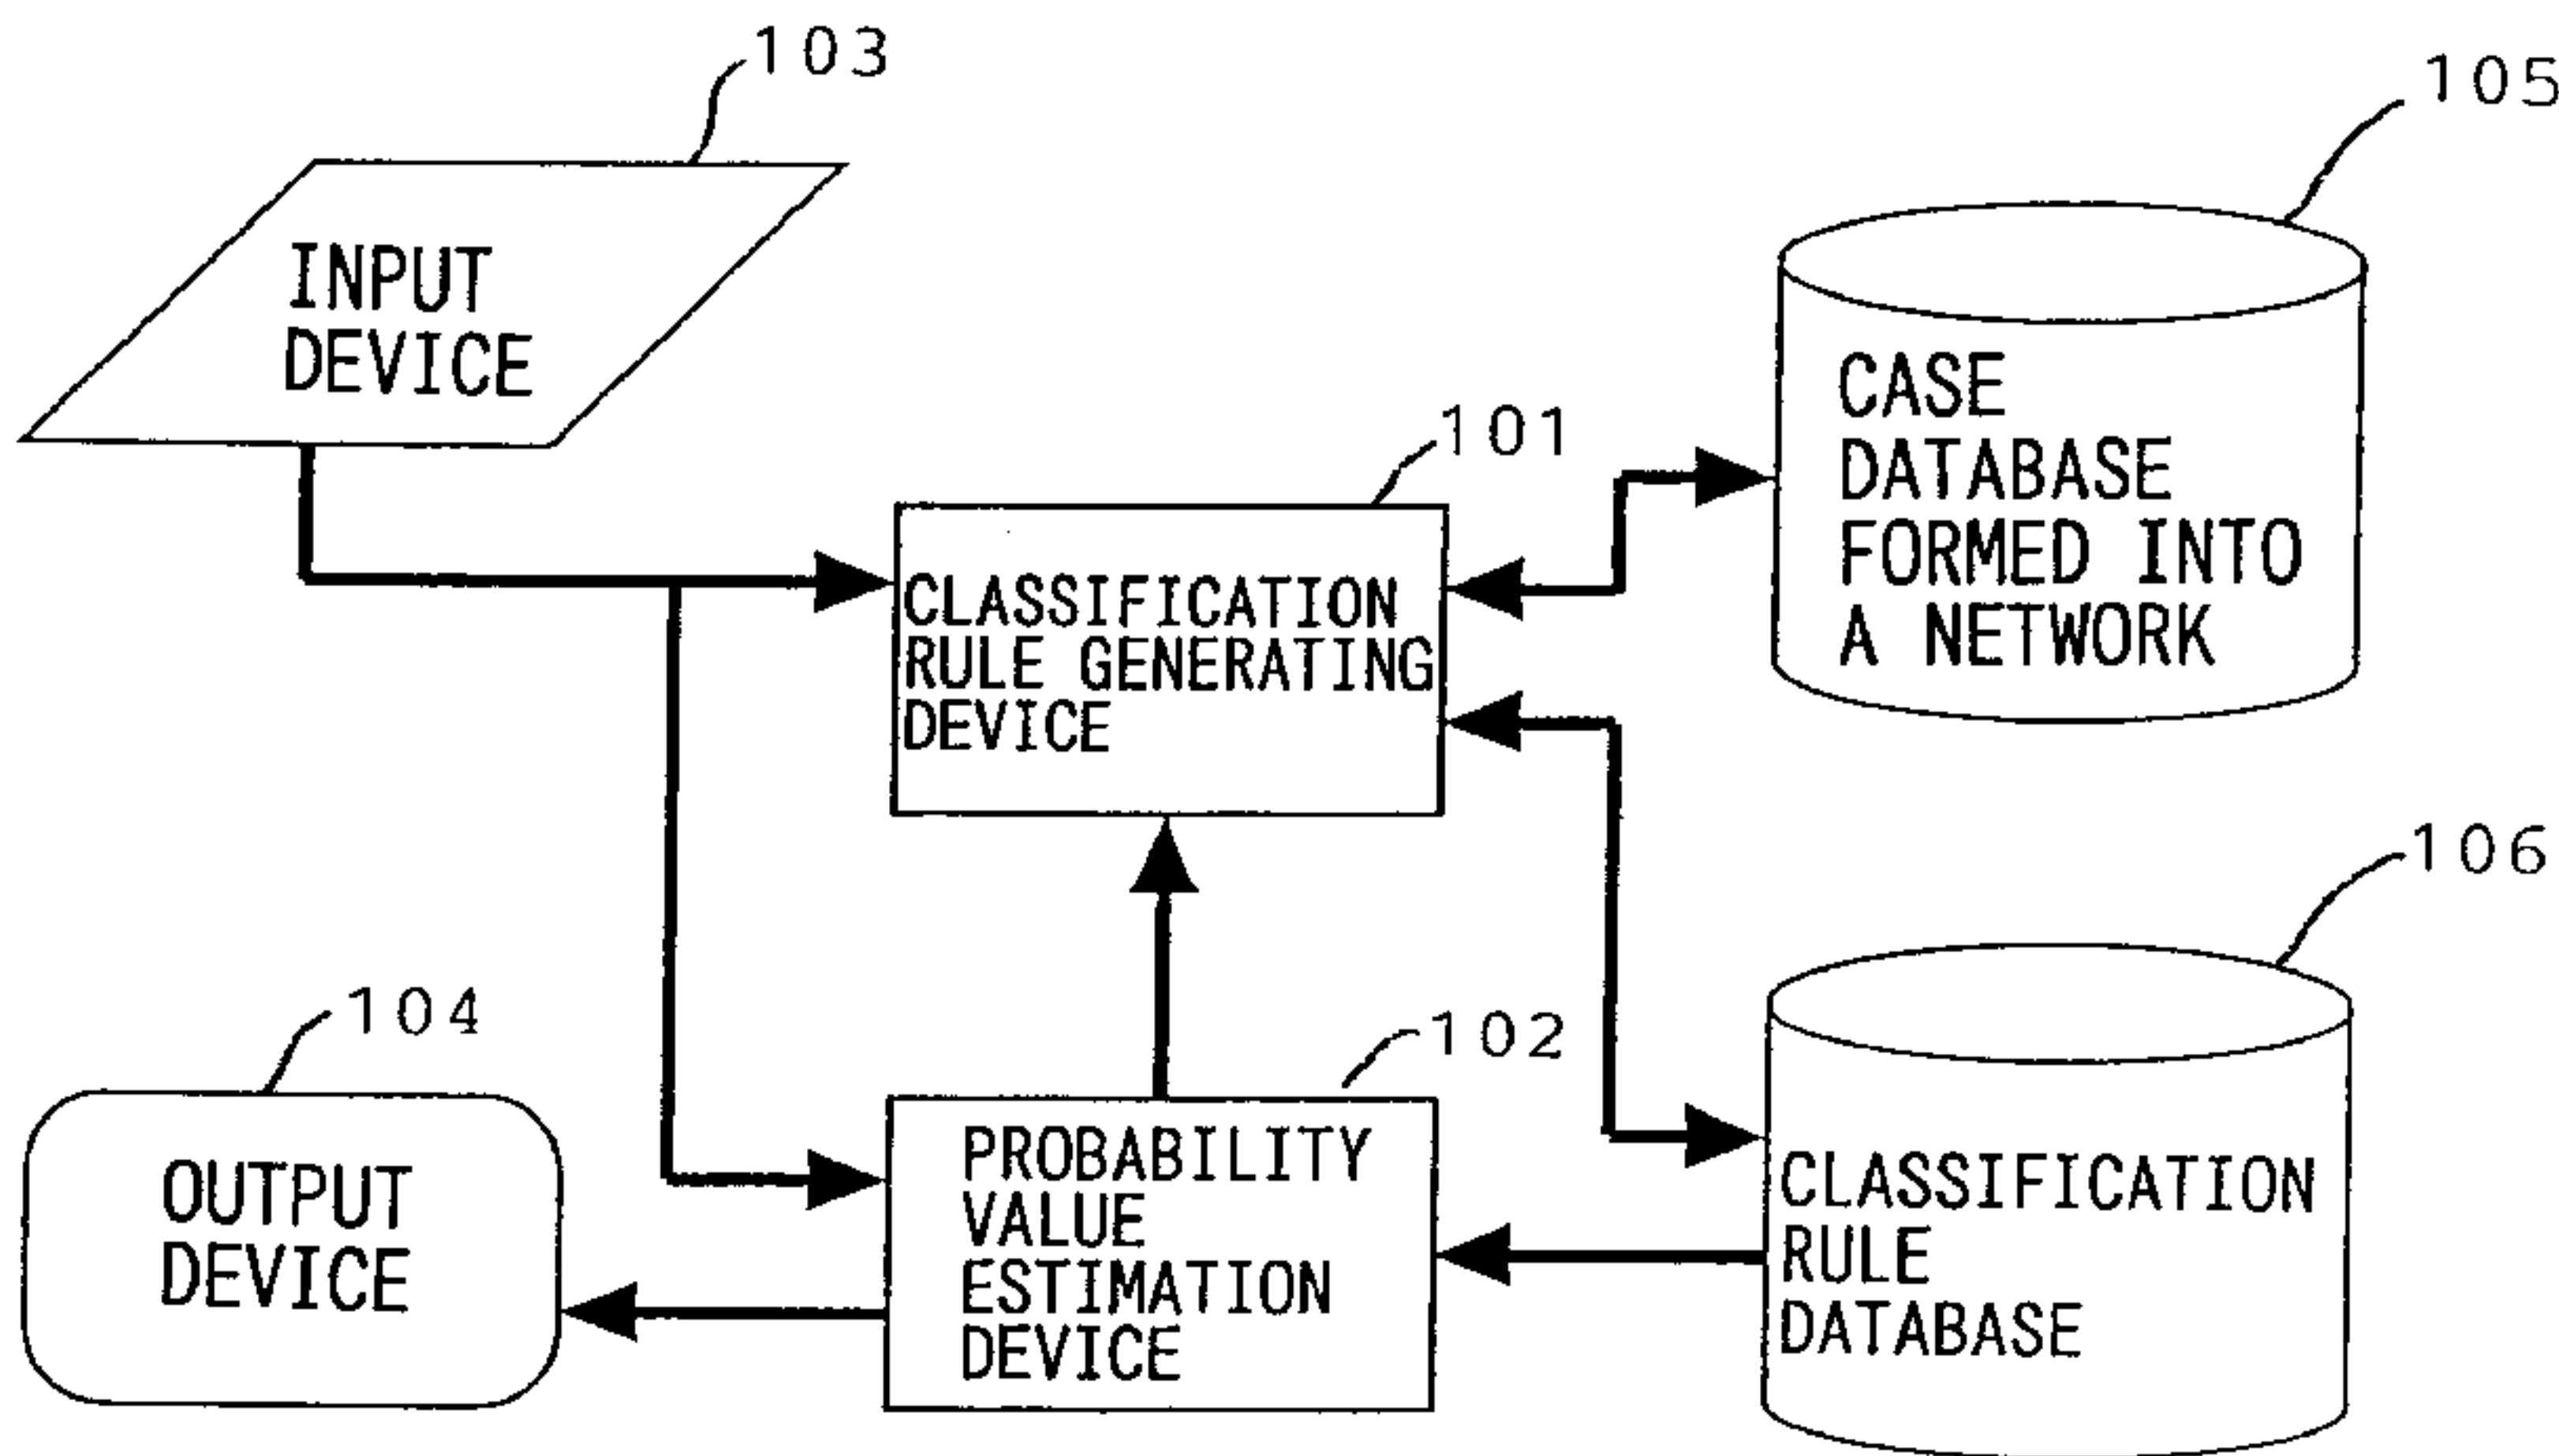 103
105
INPUT
DEVICE
101
CASE
DATABASE
FORMED INTO
A NETWORK
CLASSIFICATION
RULE GENERATING
DEVICE
106
104
102
OUTPUT
DEVICE
PROBABILITY
VALUE
ESTIMATION
DEVICE
CLASSIFICATION
RULE
DATABASE